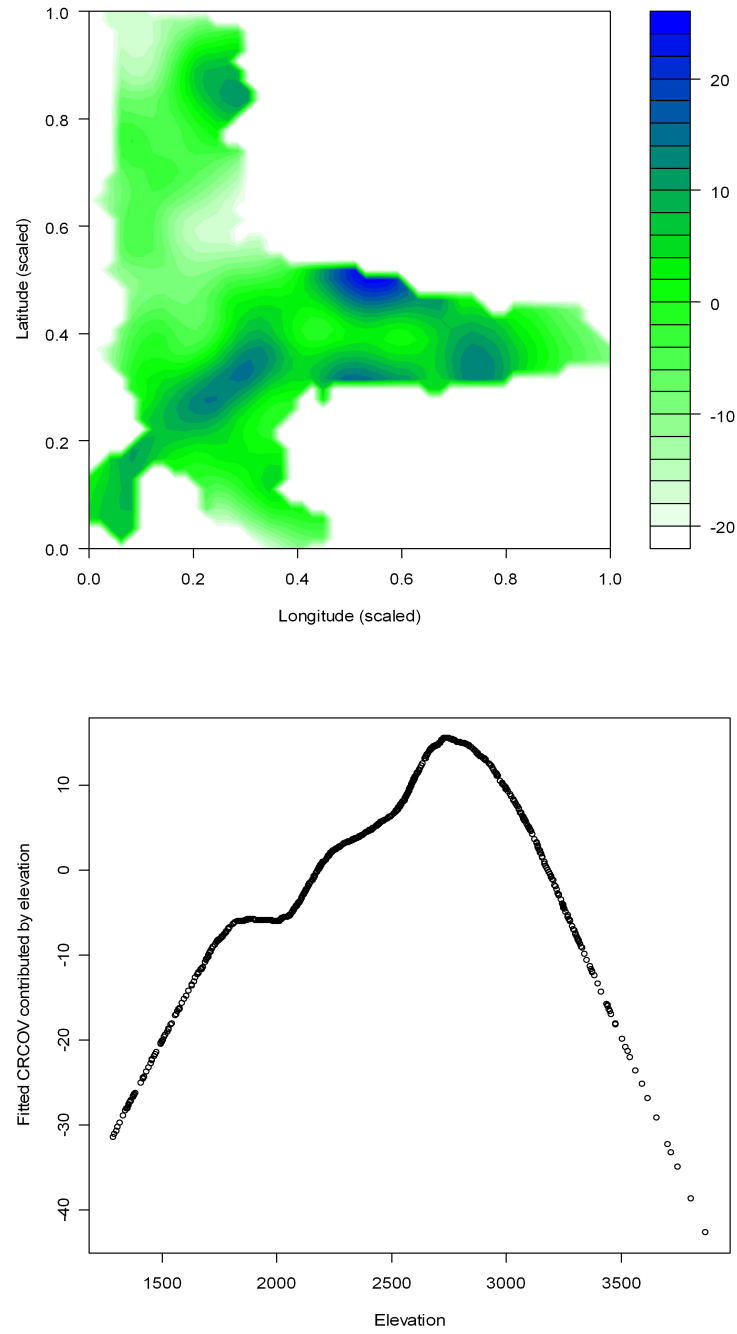 1.0
0.8
0.6
0.4
0.2
0.0
Latitude (scaled)
0.0 0.2 0.4 0.6 0.8 1.0
Longitude (scaled)
20
10
0
-10
-20
10
0
-10
-20
-30
-40
Fitted CRCOV contributed by elevation
1500 2000 2500 3000 3500
Elevation